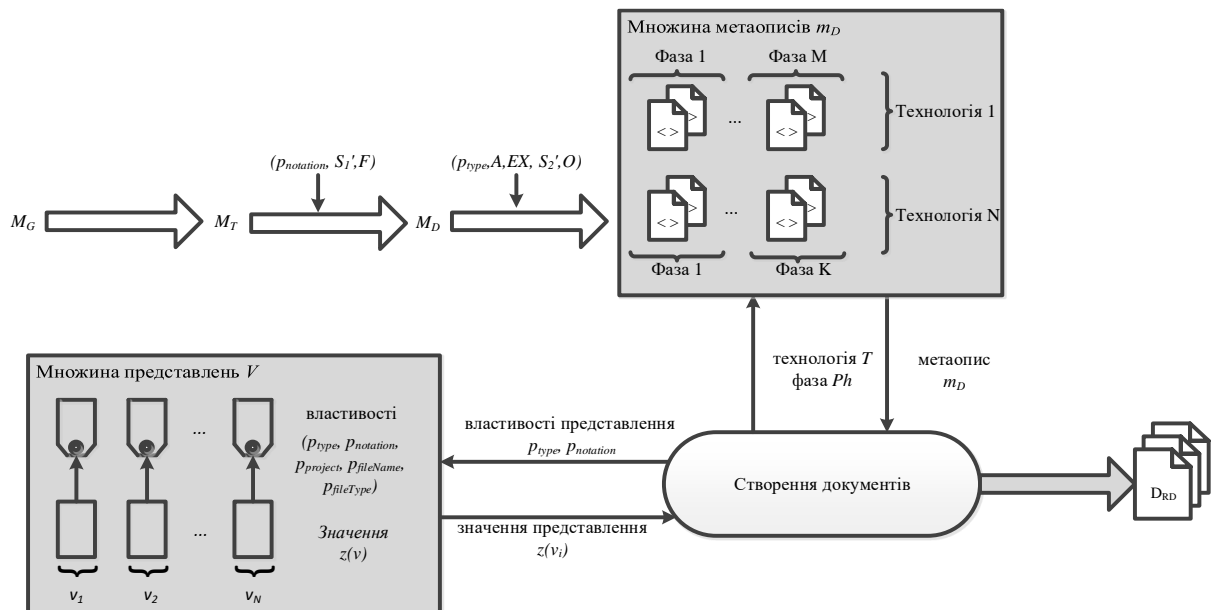 Множина метаописів m_D
Фаза 1
Фаза M
< >
>
...
< >
>
Технологія 1
(p_notation, S_1',F)
(p_type,A,EX, S_2',O)
M_G
M_T
M_D
< >
>
...
< >
>
Технологія N
Фаза 1
Фаза K
технологія T
фаза Ph
метаопис
m_D
Множина представлень V
...
властивості
(p_type, p_notation,
p_project, p_fileName,
p_fileType)
властивості представлення
p_type, p_notation
Створення документів
D_RD
...
Значення
z(v)
значення представлення
z(v_i)
v_1
v_2
v_N